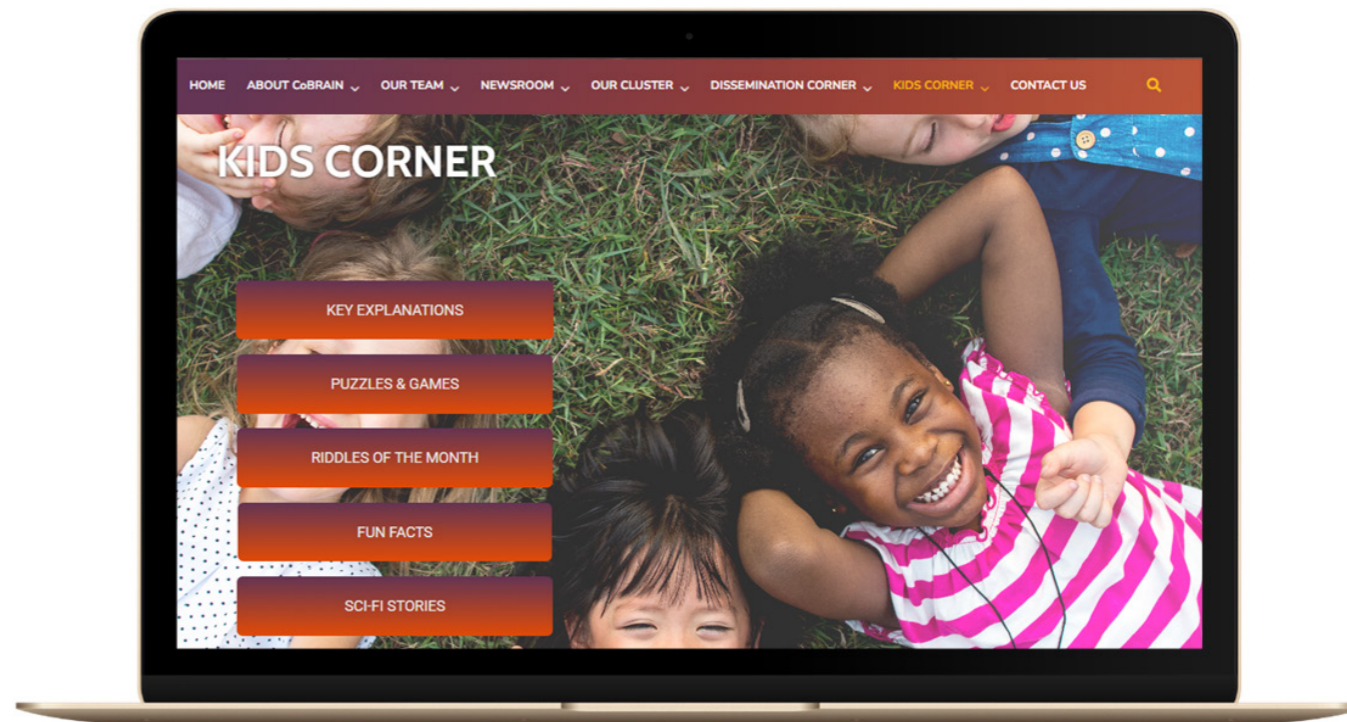 HOME ABOUT CoBRAIN OUR TEAM NEWSROOM OUR CLUSTER DISSEMINATION CORNER KIDS CORNER CONTACT US
KIDS CORNER
KEY EXPLANATIONS
PUZZLES & GAMES
RIDDLES OF THE MONTH
FUN FACTS
SCI-FI STORIES